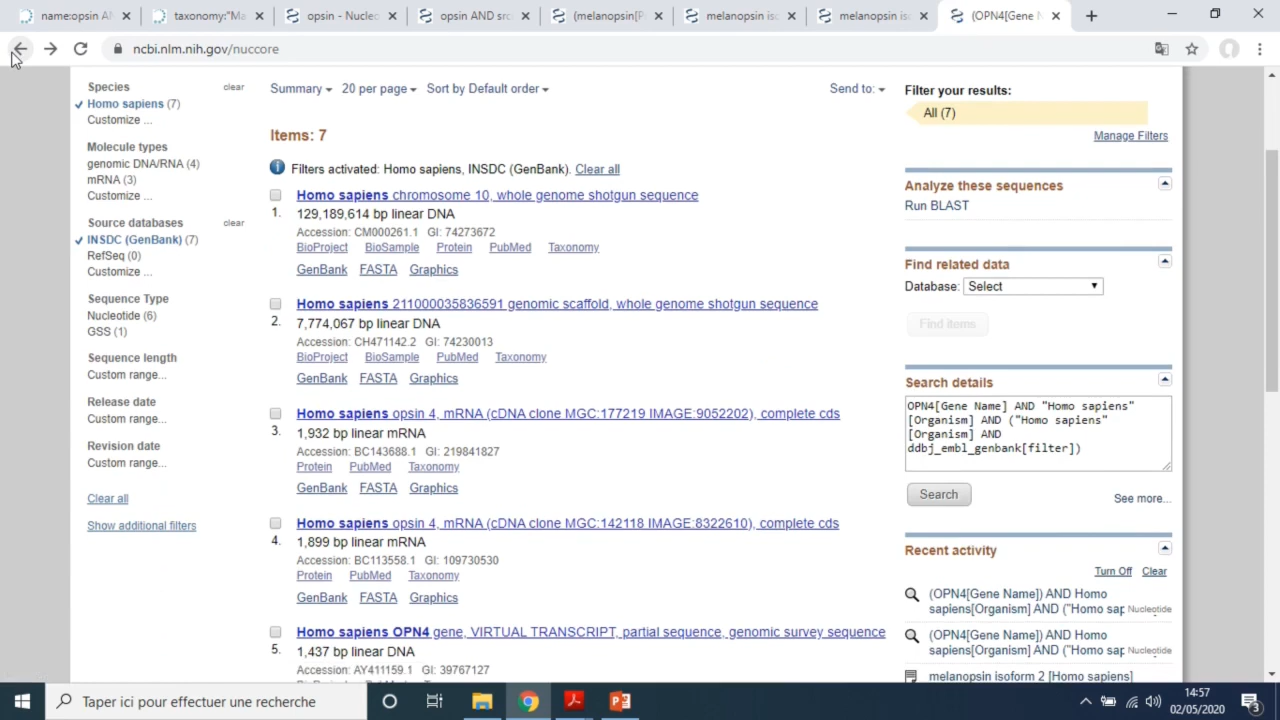 name:opsin AN
taxonomy:"Ma
opsin - Nucleo
opsin AND src
(melanopsin[P
melanopsin iso
melanopsin iso
(OPN4[Gene N
ncbi.nlm.nih.gov/nuccore
Species clear
Homo sapiens (7)
Customize ...
Molecule types
genomic DNA/RNA (4)
mRNA (3)
Customize ...
Source databases clear
INSDC (GenBank) (7)
RefSeq (0)
Customize ...
Sequence Type
Nucleotide (6)
GSS (1)
Sequence length
Custom range...
Release date
Custom range...
Revision date
Custom range...
Clear all
Show additional filters
Summary 20 per page Sort by Default order Send to:
Items: 7
Filters activated: Homo sapiens, INSDC (GenBank). Clear all
Homo sapiens chromosome 10, whole genome shotgun sequence
1. 129,189,614 bp linear DNA
Accession: CM000261.1 GI: 74273672
BioProject BioSample Protein PubMed Taxonomy
GenBank FASTA Graphics
Homo sapiens 211000035836591 genomic scaffold, whole genome shotgun sequence
2. 7,774,067 bp linear DNA
Accession: CH471142.2 GI: 74230013
BioProject BioSample PubMed Taxonomy
GenBank FASTA Graphics
Homo sapiens opsin 4, mRNA (cDNA clone MGC:177219 IMAGE:9052202), complete cds
3. 1,932 bp linear mRNA
Accession: BC143688.1 GI: 219841827
Protein PubMed Taxonomy
GenBank FASTA Graphics
Homo sapiens opsin 4, mRNA (cDNA clone MGC:142118 IMAGE:8322610), complete cds
4. 1,899 bp linear mRNA
Accession: BC113558.1 GI: 109730530
Protein PubMed Taxonomy
GenBank FASTA Graphics
Homo sapiens OPN4 gene, VIRTUAL TRANSCRIPT, partial sequence, genomic survey sequence
5. 1,437 bp linear DNA
Accession: AY411159.1 GI: 39767127
Filter your results:
All (7)
Manage Filters
Analyze these sequences
Run BLAST
Find related data
Database: Select
Find items
Search details
OPN4[Gene Name] AND "Homo sapiens"
[Organism] AND ("Homo sapiens"
[Organism] AND
ddbj_embl_genbank[filter])
Search
See more...
Recent activity
Turn Off Clear
(OPN4[Gene Name]) AND Homo
sapiens[Organism] AND ("Homo sap Nucleotide
(OPN4[Gene Name]) AND Homo
sapiens[Organism] AND ("Homo sap Nucleotide
melanopsin isoform 2 [Homo sapiens]
Taper ici pour effectuer une recherche
14:57
02/05/2020
3